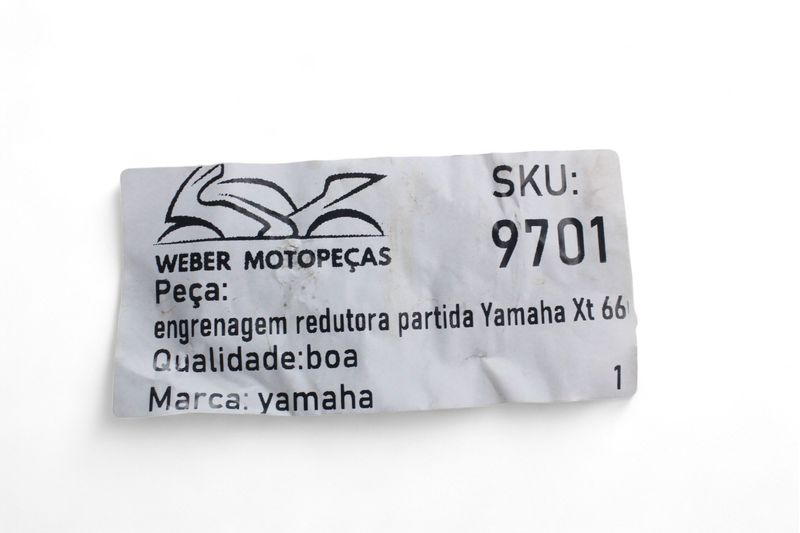 WEBER MOTOPEÇAS
SKU:
9701
Peça:
engrenagem redutora partida Yamaha Xt 66
Qualidade:boa
Marca: yamaha
1